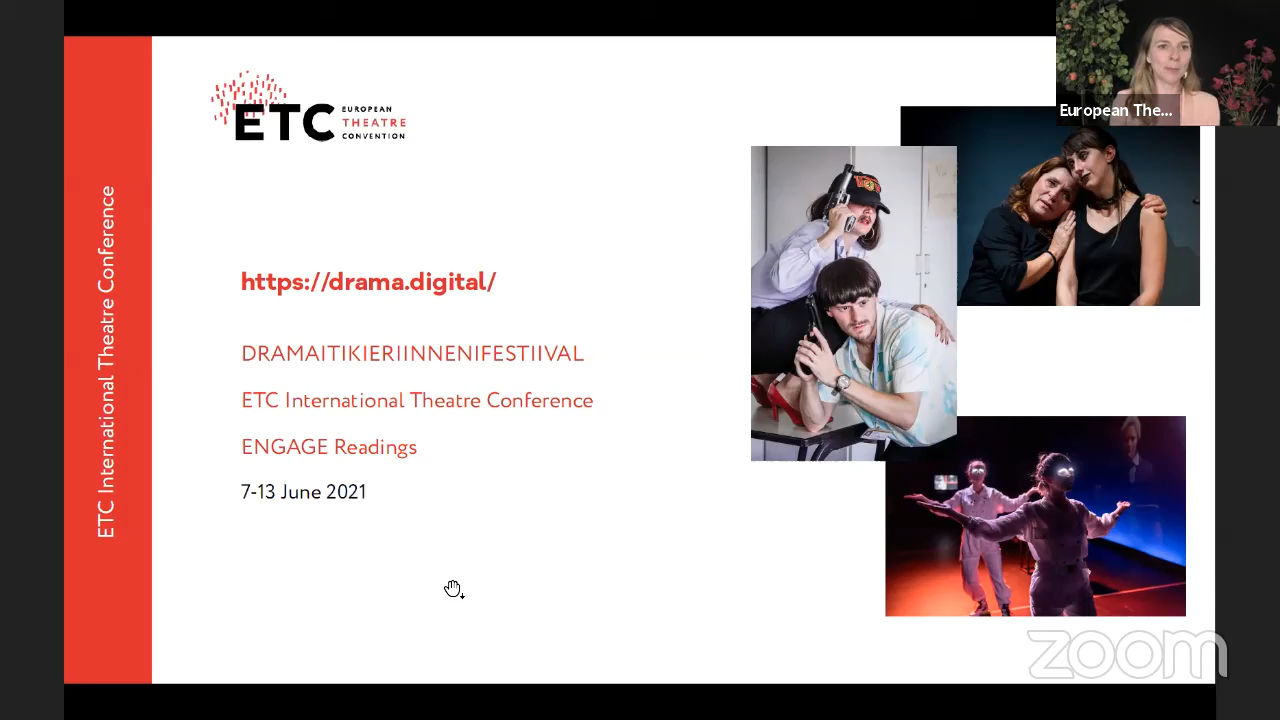 ETC International Theatre Conference
ETC
EUROPEAN
THEATRE
CONVENTION
European The...
https://drama.digital/
DRAMAITIKIERIINNENIFESTIIVAL
ETC International Theatre Conference
ENGAGE Readings
7-13 June 2021
zoom